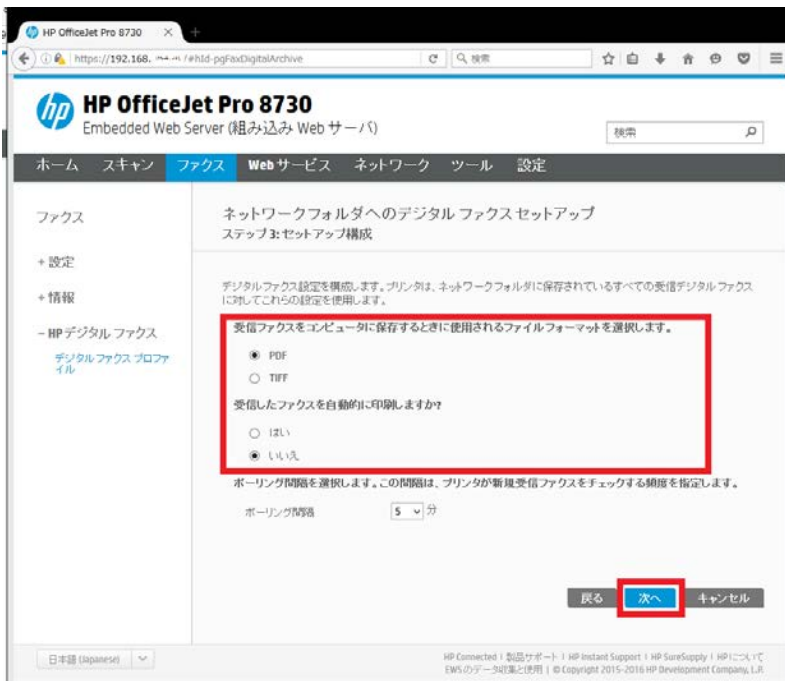 HP OfficeJet Pro 8730
https://192.168. /#hId-pgFaxDigitalArchive
検索
hp
HP OfficeJet Pro 8730
Embedded Web Server (組み込み Web サーバ)
検索
ホーム スキャン ファクス Web サービス ネットワーク ツール 設定
ファクス
+ 設定
+ 情報
- HP デジタル ファクス
デジタル ファクス プロファ
イル
ネットワークフォルダへのデジタル ファクス セットアップ
ステップ 3: セットアップ構成
デジタルファクス設定を構成します。プリンタは、ネットワークフォルダに保存されているすべての受信デジタル ファクス
に対してこれらの設定を使用します。
受信ファクスをコンピュータに保存するときに使用されるファイルフォーマットを選択します。
PDF
TIFF
受信したファクスを自動的に印刷しますか?
はい
いいえ
ポーリング間隔を選択します。この間隔は、プリンタが新規受信ファクスをチェックする頻度を指定します。
ポーリング間隔 5 分
戻る 次へ キャンセル
日本語 (Japanese)
HP Connected | 製品サポート | HP Instant Support | HP SureSupply | HP について
EWS のデータ収集と使用 | © Copyright 2015-2016 HP Development Company, L.P.